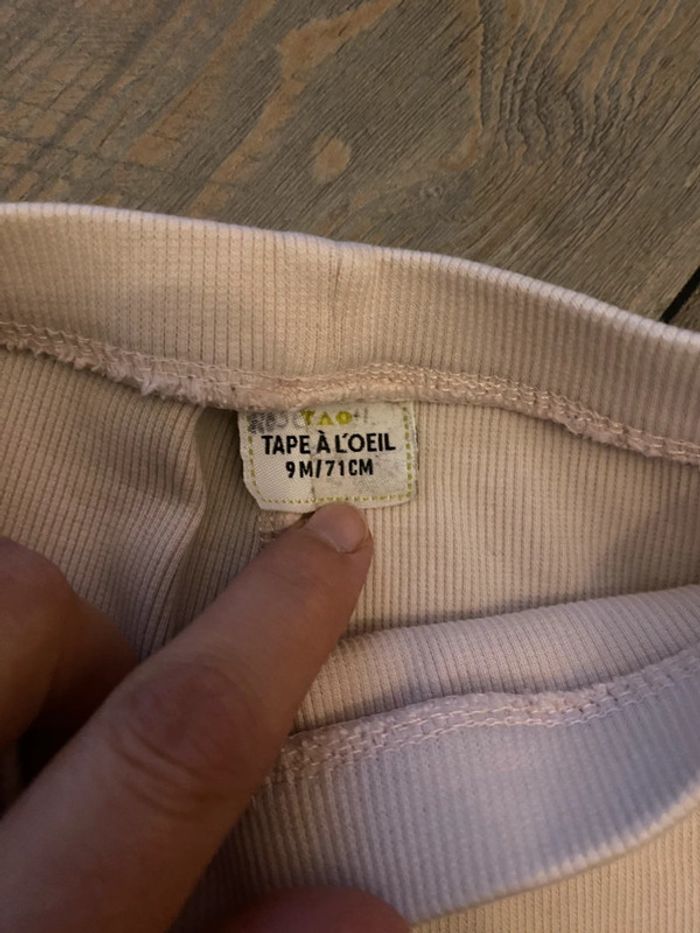 TAO
TAPE À L'OEIL
9M/71CM